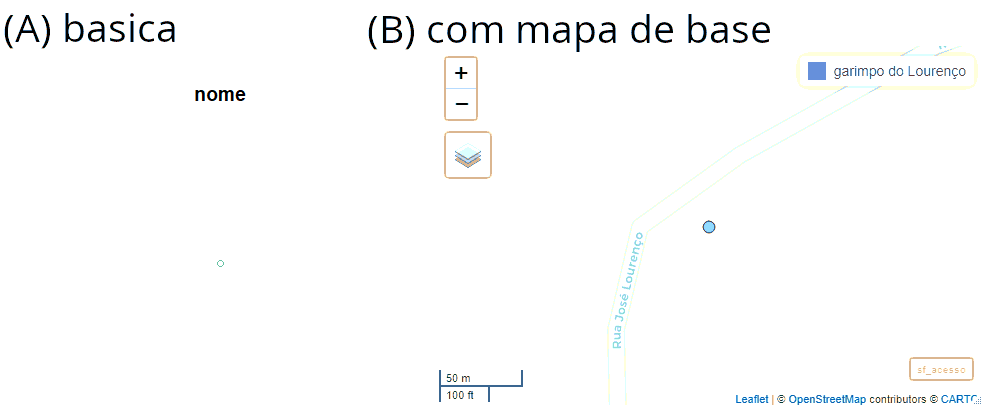 (A) basica
(B) com mapa de base
nome
+
−
garimpo do Lourenço
Rua José Lourenço
50 m
100 ft
sf_acesso
Leaflet | © OpenStreetMap contributors © CARTO